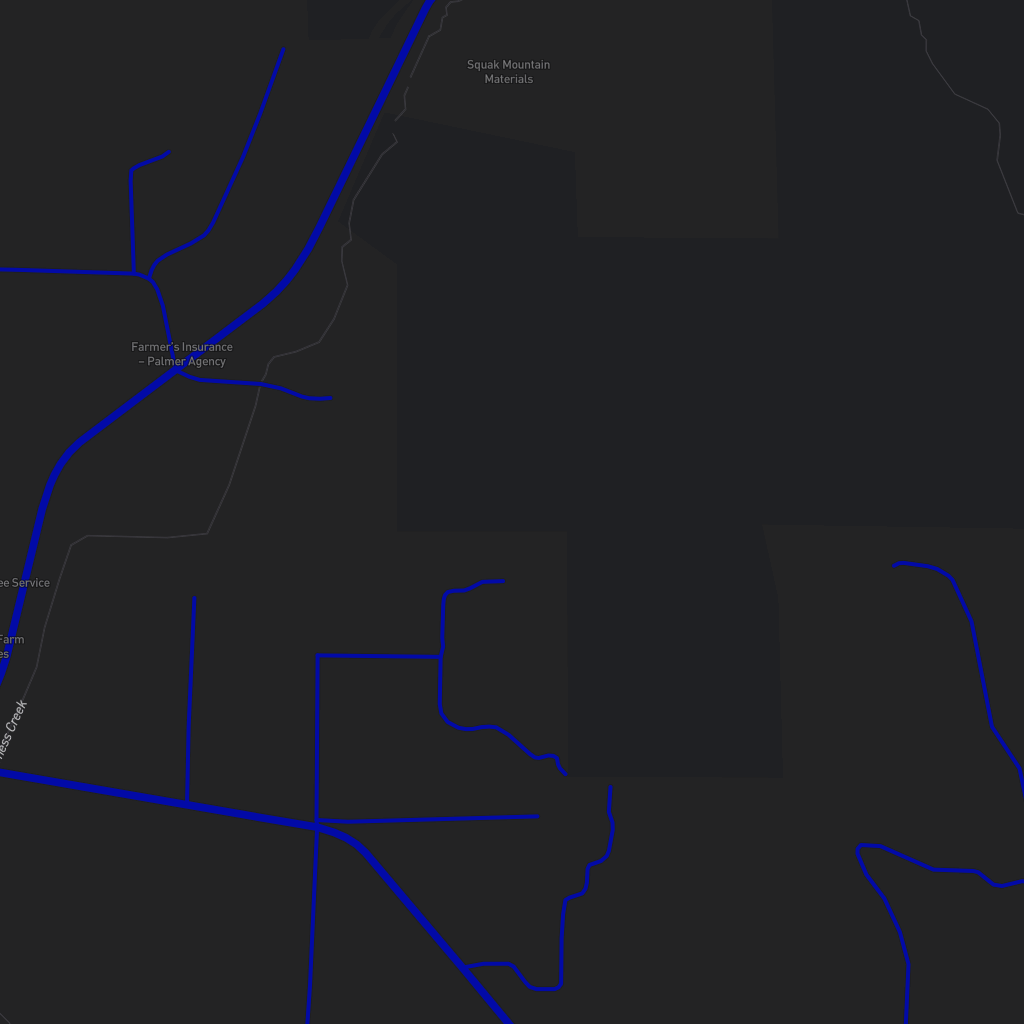 Squak Mountain
Materials
Farmer's Insurance
– Palmer Agency
ee Service
Farm
es
ness Creek